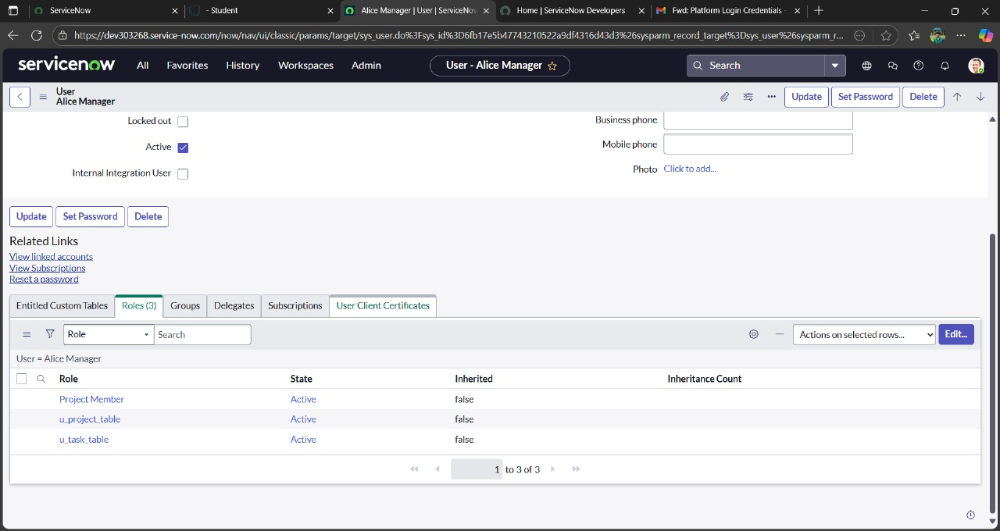 ServiceNow
- Student
Alice Manager | User | ServiceNow
Home | ServiceNow Developers
Fwd: Platform Login Credentials -
https://dev303268.service-now.com/now/nav/ui/classic/params/target/sys_user.do%3Fsys_id%3D6fb17e5b47743210522a9df4316d43d3%26sysparm_record_target%3Dsys_user%26sysparm_r...
servicenow
All Favorites History Workspaces Admin
User - Alice Manager
Search
User
Alice Manager
Update Set Password Delete
Locked out
Business phone
Active
Mobile phone
Internal Integration User
Photo Click to add...
Update Set Password Delete
Related Links
View linked accounts
View Subscriptions
Reset a password
Entitled Custom Tables Roles (3) Groups Delegates Subscriptions User Client Certificates
Role Search Actions on selected rows... Edit...
User = Alice Manager
Role State Inherited Inheritance Count
Project Member Active false
u_project_table Active false
u_task_table Active false
1 to 3 of 3